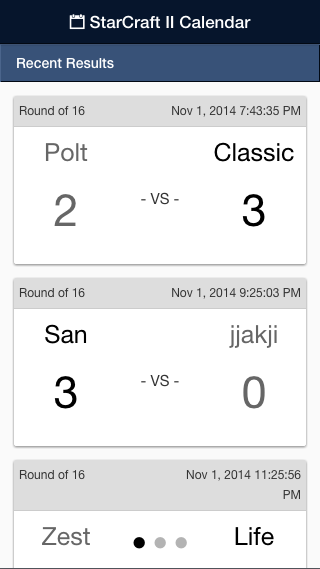 StarCraft II Calendar
Recent Results
Round of 16 Nov 1, 2014 7:43:35 PM
Polt Classic
2 - VS - 3
Round of 16 Nov 1, 2014 9:25:03 PM
San jjakji
3 - VS - 0
Round of 16 Nov 1, 2014 11:25:56
PM
Zest Life